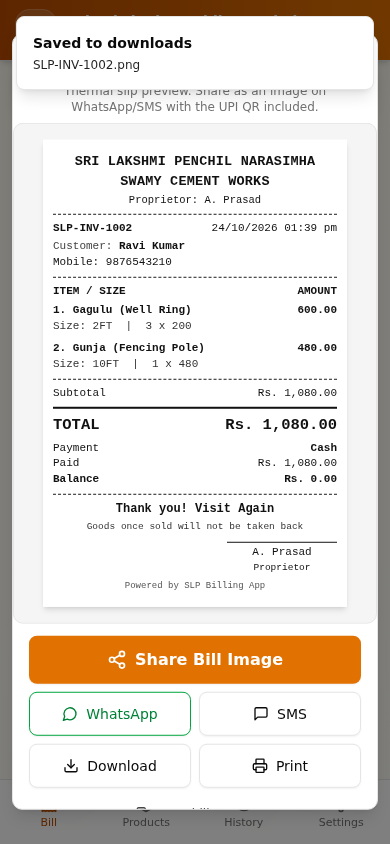 Saved to downloads
SLP-INV-1002.png
Thermal slip preview. Share as an image on
WhatsApp/SMS with the UPI QR included.
SRI LAKSHMI PENCHIL NARASIMHA
SWAMY CEMENT WORKS
Proprietor: A. Prasad
SLP-INV-1002 24/10/2026 01:39 pm
Customer: Ravi Kumar
Mobile: 9876543210
ITEM / SIZE AMOUNT
1. Gagulu (Well Ring) 600.00
Size: 2FT | 3 x 200
2. Gunja (Fencing Pole) 480.00
Size: 10FT | 1 x 480
Subtotal Rs. 1,080.00
TOTAL Rs. 1,080.00
Payment Cash
Paid Rs. 1,080.00
Balance Rs. 0.00
Thank you! Visit Again
Goods once sold will not be taken back
A. Prasad
Proprietor
Powered by SLP Billing App
Share Bill Image
WhatsApp SMS
Download Print
Bill Products History Settings